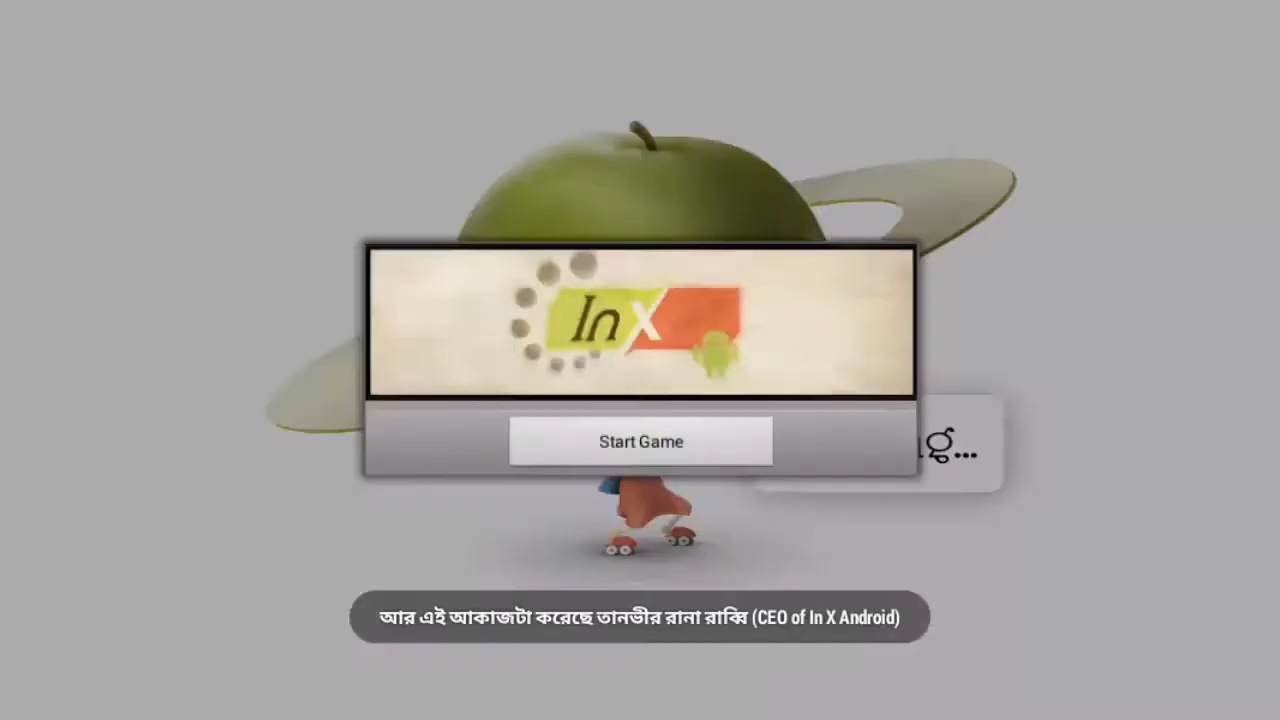 In X
Start Game
আর এই আকাজটা করেছে তানভীর রানা রাব্বি (CEO of In X Android)